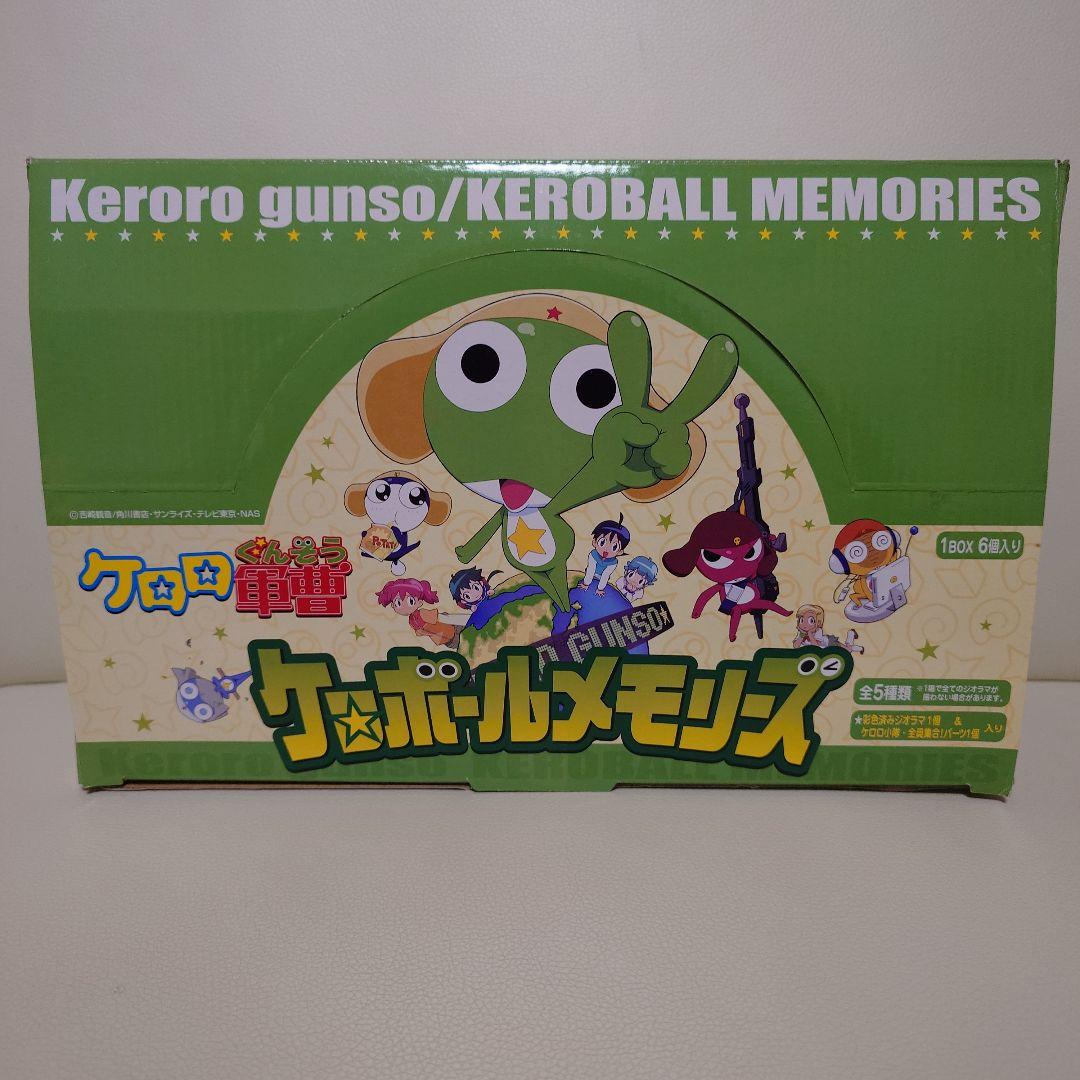 Keroro gunso/KEROBALL MEMORIES
©吉崎観音/角川書店・サンライズ・テレビ東京・NAS
ケロロ軍曹
ぐんそう
POTATO
1BOX 6個入り
O GUNSO★
ケロボールメモリーズ
全5種類 ※1箱で全てのジオラマが
揃わない場合があります。
★彩色済みジオラマ1個 &
ケロロ小隊・全員集合!パーツ1個 入り
Keroro gunso KEROBALL MEMORIES